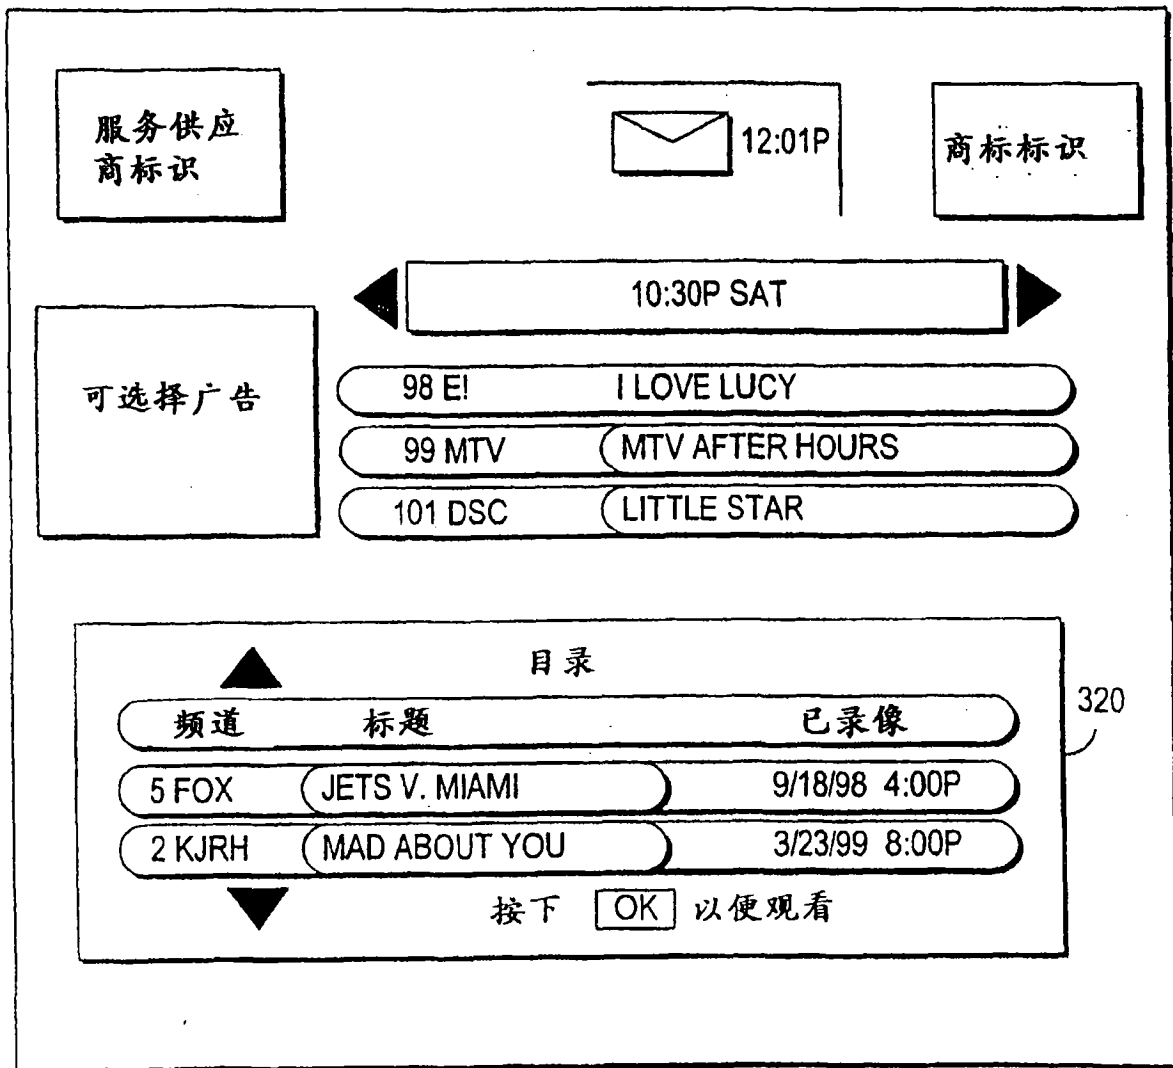 服务供应
商标识
12:01P
商标标识
10:30P SAT
可选择广告
98 E! I LOVE LUCY
99 MTV MTV AFTER HOURS
101 DSC LITTLE STAR
目录
频道 标题 已录像
5 FOX JETS V. MIAMI 9/18/98 4:00P
2 KJRH MAD ABOUT YOU 3/23/99 8:00P
按下 OK 以便观看
320